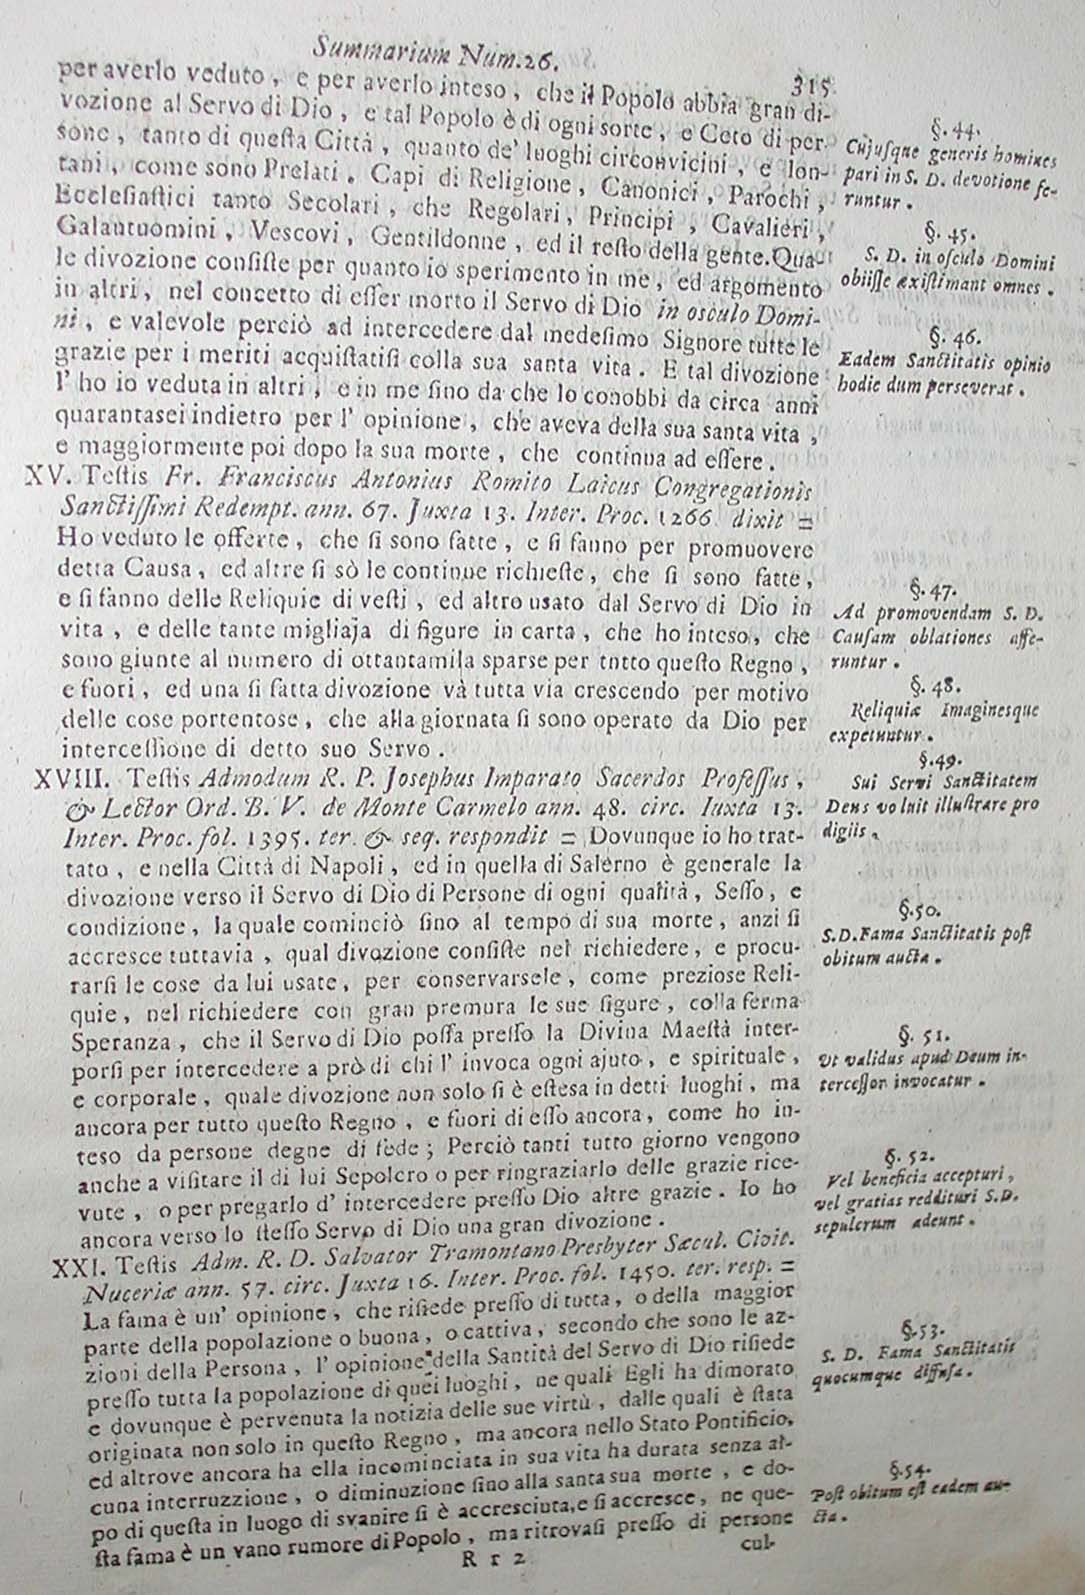 Summarium Num.26.
315
per averlo veduto, e per averlo inteso, che il Popolo abbia gran di-
vozione al Servo di Dio, e tal Popolo è di ogni sorte, e Ceto di per-
sone, tanto di questa Città, quanto de' luoghi circonvicini, e lon-
tani, come sono Prelati. Capi di Religione, Canonici, Parochi,
Ecclesiastici tanto Secolari, che Regolari, Principi, Cavalieri,
Galantuomini, Vescovi, Gentildonne, ed il resto della gente. Qua-
le divozione consiste per quanto io sperimento in me, ed argomento
in altri, nel concetto di esser morto il Servo di Dio in osculo Domi-
ni, e valevole perciò ad intercedere dal medesimo Signore tutte le
grazie per i meriti acquistatisi colla sua santa vita. E tal divozione
l' ho io veduta in altri, e in me sino da che lo conobbi da circa anni
quarantasei indietro per l' opinione, che aveva della sua santa vita,
e maggiormente poi dopo la sua morte, che continua ad essere.
XV. Testis Fr. Franciscus Antonius Romito Laicus Congregationis
Sanctissimi Redempt. ann. 67. Juxta 13. Inter. Proc. 1266. dixit =
Ho veduto le offerte, che si sono fatte, e si fanno per promuovere
detta Causa, ed altre si sò le continue richieste, che si sono fatte,
e si fanno delle Reliquie di vesti, ed altro usato dal Servo di Dio in
vita, e delle tante migliaja di figure in carta, che ho inteso, che
sono giunte al numero di ottantamila sparse per tutto questo Regno,
e fuori, ed una si fatta divozione và tutta via crescendo per motivo
delle cose portentose, che alla giornata si sono operate da Dio per
intercessione di detto suo Servo.
XVIII. Testis Admodum R. P. Josephus Imparato Sacerdos Professus,
& Lector Ord. B. V. de Monte Carmelo ann. 48. circ. Iuxta 13.
Inter. Proc. fol. 1395. ter. & seq. respondit = Dovunque io ho trat-
tato, e nella Città di Napoli, ed in quella di Salerno è generale la
divozione verso il Servo di Dio di Persone di ogni qualità, Sesso, e
condizione, la quale cominciò sino al tempo di sua morte, anzi si
accresce tuttavia, qual divozione consiste nel richiedere, e procu-
rarsi le cose da lui usate, per conservarsele, come preziose Reli-
quie, nel richiedere con gran premura le sue figure, colla ferma
Speranza, che il Servo di Dio possa presso la Divina Maestà inter-
porsi per intercedere a prò di chi l' invoca ogni ajuto, e spirituale,
e corporale, quale divozione non solo si è estesa in detti luoghi, ma
ancora per tutto questo Regno, e fuori di esso ancora, come ho in-
teso da persone degne di fede; Perciò tanti tutto giorno vengono
anche a visitare il di lui Sepolcro o per ringraziarlo delle grazie rice-
vute, o per pregarlo d' intercedere presso Dio altre grazie. Io ho
ancora verso lo stesso Servo di Dio una gran divozione.
XXI. Testis Adm. R. D. Salvator Tramontano Presbyter Sæcul. Civit.
Nuceriæ ann. 57. circ. Juxta 16. Inter. Proc. fol. 1450. ter. resp. =
La fama è un' opinione, che risiede presso di tutta, o della maggior
parte della popolazione o buona, o cattiva, secondo che sono le az-
zioni della Persona, l' opinione della Santità del Servo di Dio risiede
presso tutta la popolazione di quei luoghi, ne quali Egli ha dimorato
e dovunque è pervenuta la notizia delle sue virtù, dalle quali è stata
originata non solo in questo Regno, ma ancora nello Stato Pontificio,
ed altrove ancora ha ella incominciata in sua vita ha durata senza al-
cuna interruzzione, o diminuzione sino alla santa sua morte, e do-
po di questa in luogo di svanire si è accresciuta, e si accresce, ne que-
sta fama è un vano rumore di Popolo, ma ritrovasi presso di persone
R r 2
cul-
§. 44.
Cujusque generis homines
pari in S. D. devotione fe-
runtur.
§. 45.
S. D. in osculo Domini
obiisse existimant omnes.
§. 46.
Eadem Sanctitatis opinio
hodie dum perseverat.
§. 47.
Ad promovendam S. D.
Causam oblationes affe-
runtur.
§. 48.
Reliquiæ Imaginesque
expetuntur.
§. 49.
Sui Servi Sanctitatem
Deus voluit illustrare pro
digiis.
§. 50.
S. D. Fama Sanctitatis post
obitum aucta.
§. 51.
Ut validus apud Deum in-
tercessor invocatur.
§. 52.
Vel beneficia accepturi,
vel gratias reddituri S. D.
sepulcrum adeunt.
§. 53.
S. D. Fama Sanctitatis
quocumque diffusa.
§. 54.
Post obitum est eadem au-
cta.